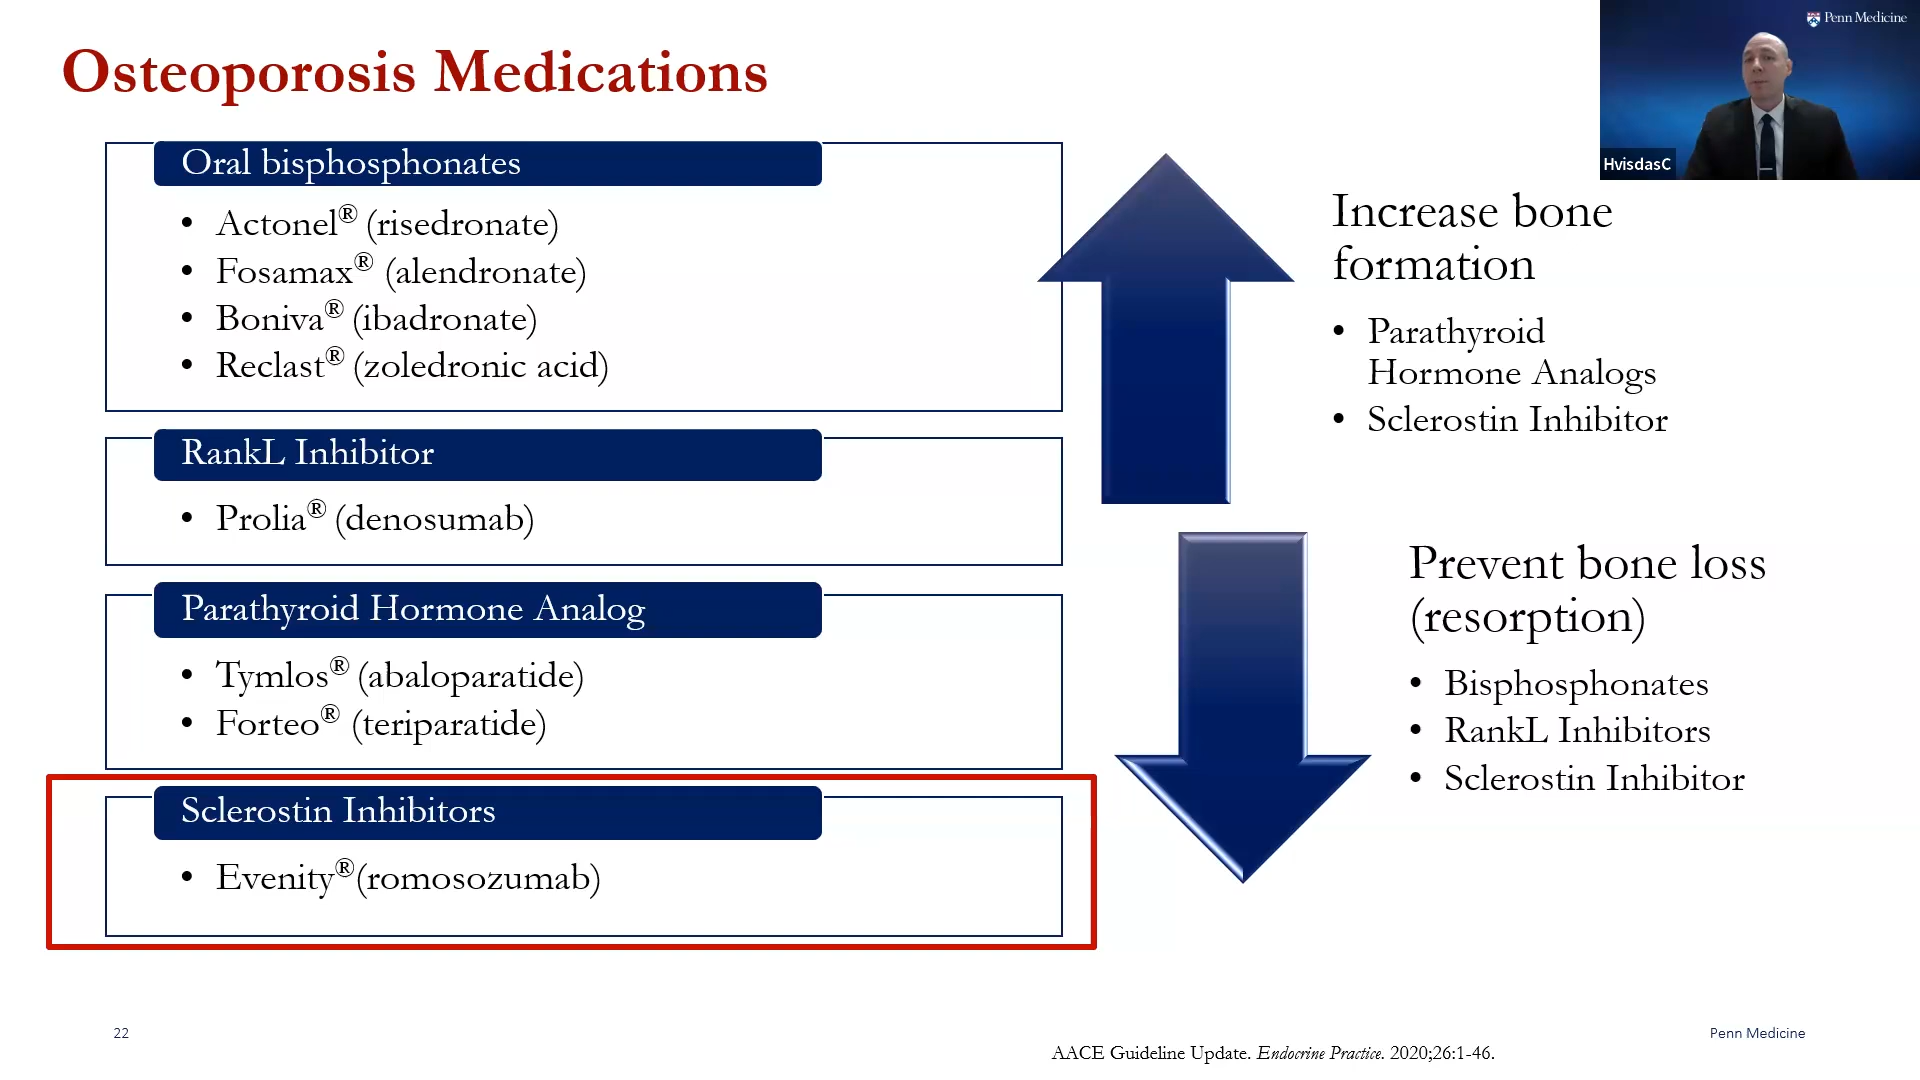 Osteoporosis Medications
Oral bisphosphonates
• Actonel® (risedronate)
• Fosamax® (alendronate)
• Boniva® (ibadronate)
• Reclast® (zoledronic acid)
RankL Inhibitor
• Prolia® (denosumab)
Parathyroid Hormone Analog
• Tymlos® (abaloparatide)
• Forteo® (teriparatide)
Sclerostin Inhibitors
• Evenity®(romosozumab)
Increase bone
formation
• Parathyroid
Hormone Analogs
• Sclerostin Inhibitor
Prevent bone loss
(resorption)
• Bisphosphonates
• RankL Inhibitors
• Sclerostin Inhibitor
Penn Medicine
HvisdasC
22
Penn Medicine
AACE Guideline Update. Endocrine Practice. 2020;26:1-46.